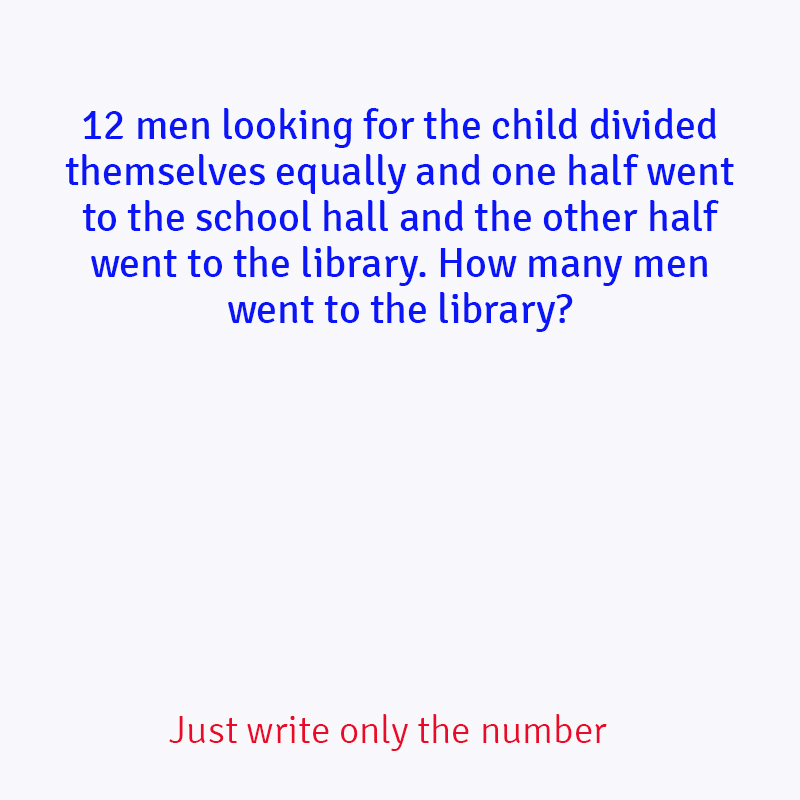 12 men looking for the child divided
themselves equally and one half went
to the school hall and the other half
went to the library. How many men
went to the library?
Just write only the number